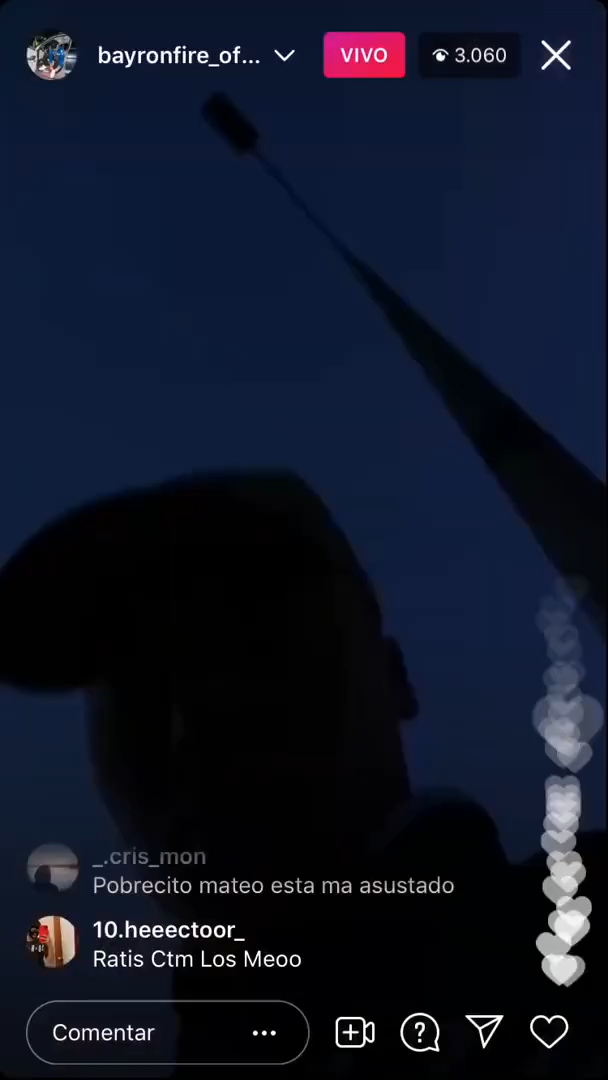 bayronfire_of...
VIVO
3.060
_.cris_mon
Pobrecito mateo esta ma asustado
10.heeectoor_
Ratis Ctm Los Meoo
Comentar